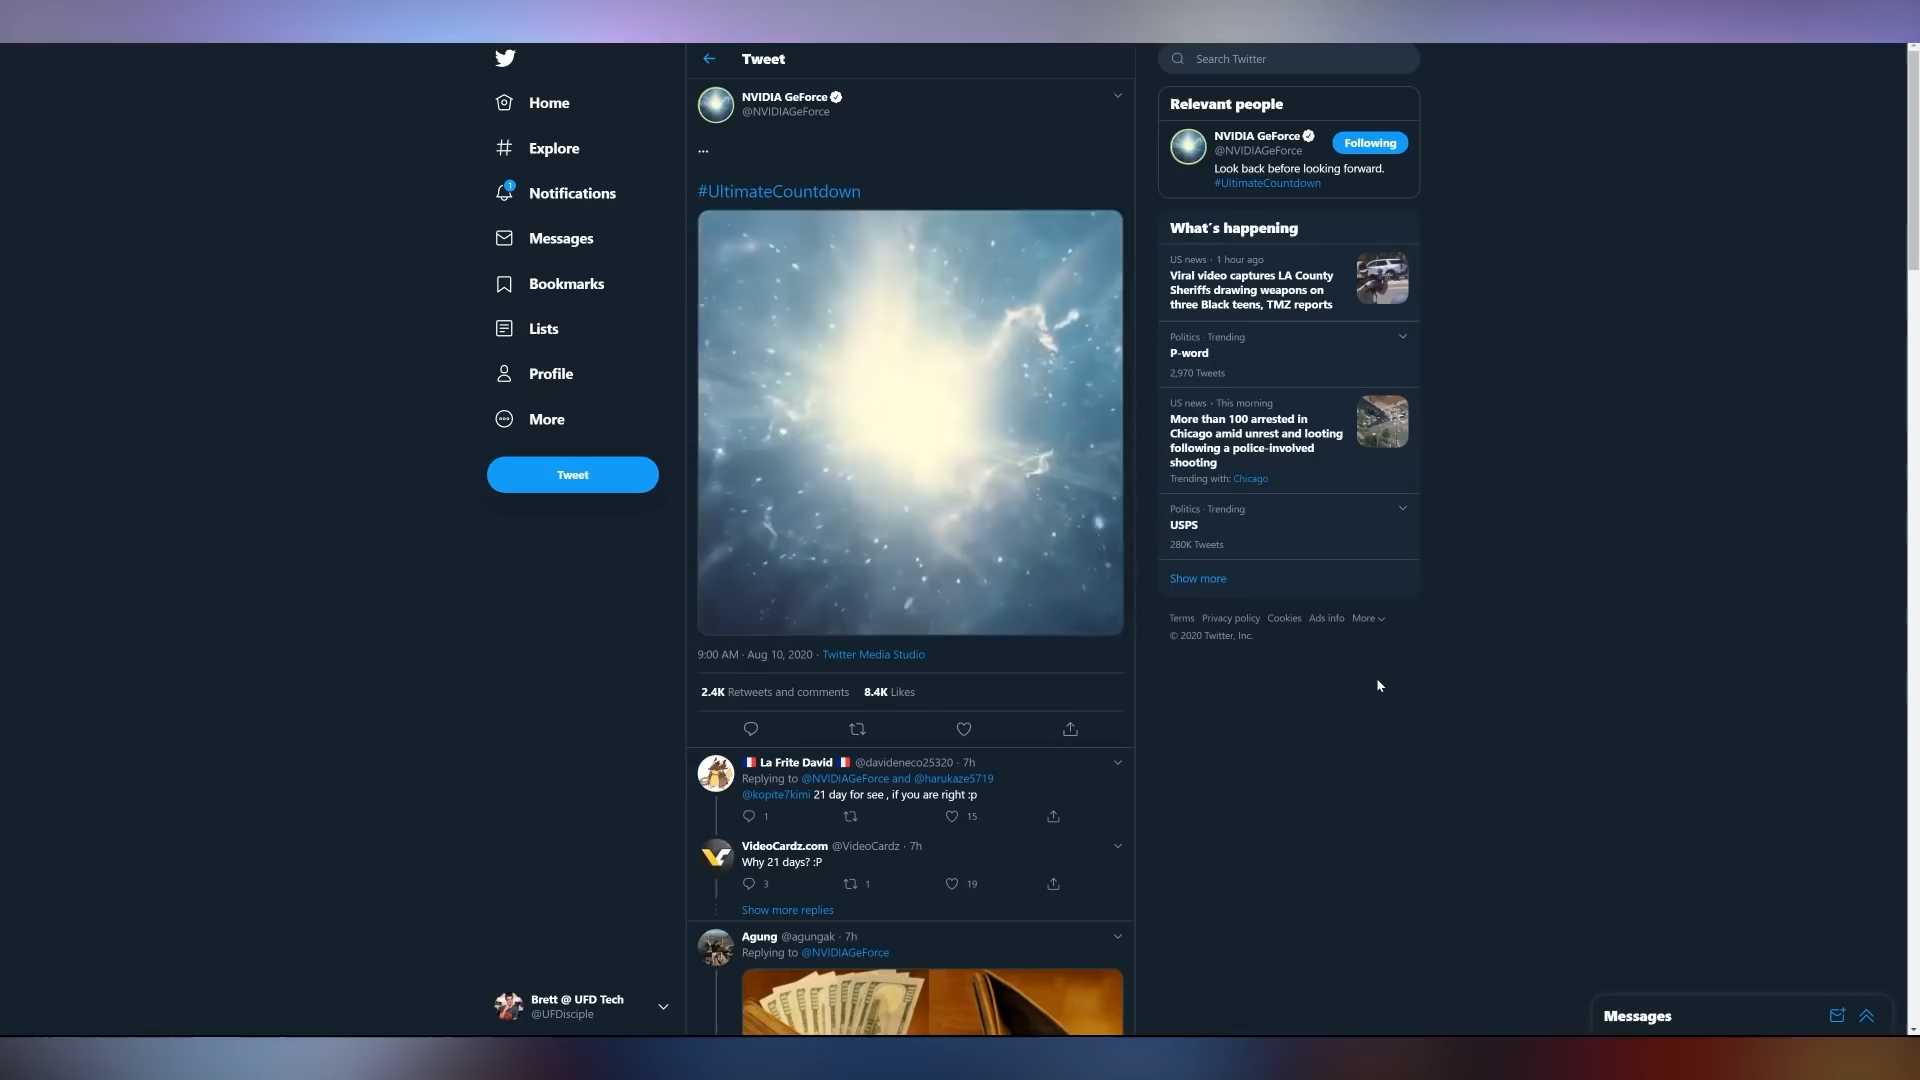 Home
Explore
1
Notifications
Messages
Bookmarks
Lists
Profile
More
Tweet
Brett @ UFD Tech
@UFDisciple
Tweet
NVIDIA GeForce
@NVIDIAGeForce
...
#UltimateCountdown
9:00 AM · Aug 10, 2020 · Twitter Media Studio
2.4K Retweets and comments 8.4K Likes
La Frite David @davideneco25320 · 7h
Replying to @NVIDIAGeForce and @harukaze5719
@kopite7kimi 21 day for see , if you are right :p
1 15
VideoCardz.com @VideoCardz · 7h
Why 21 days? :P
3 1 19
Show more replies
Agung @agungak · 7h
Replying to @NVIDIAGeForce
Search Twitter
Relevant people
NVIDIA GeForce
@NVIDIAGeForce
Following
Look back before looking forward.
#UltimateCountdown
What's happening
US news · 1 hour ago
Viral video captures LA County
Sheriffs drawing weapons on
three Black teens, TMZ reports
Politics · Trending
P-word
2,970 Tweets
US news · This morning
More than 100 arrested in
Chicago amid unrest and looting
following a police-involved
shooting
Trending with: Chicago
Politics · Trending
USPS
280K Tweets
Show more
Terms Privacy policy Cookies Ads info More
© 2020 Twitter, Inc.
Messages